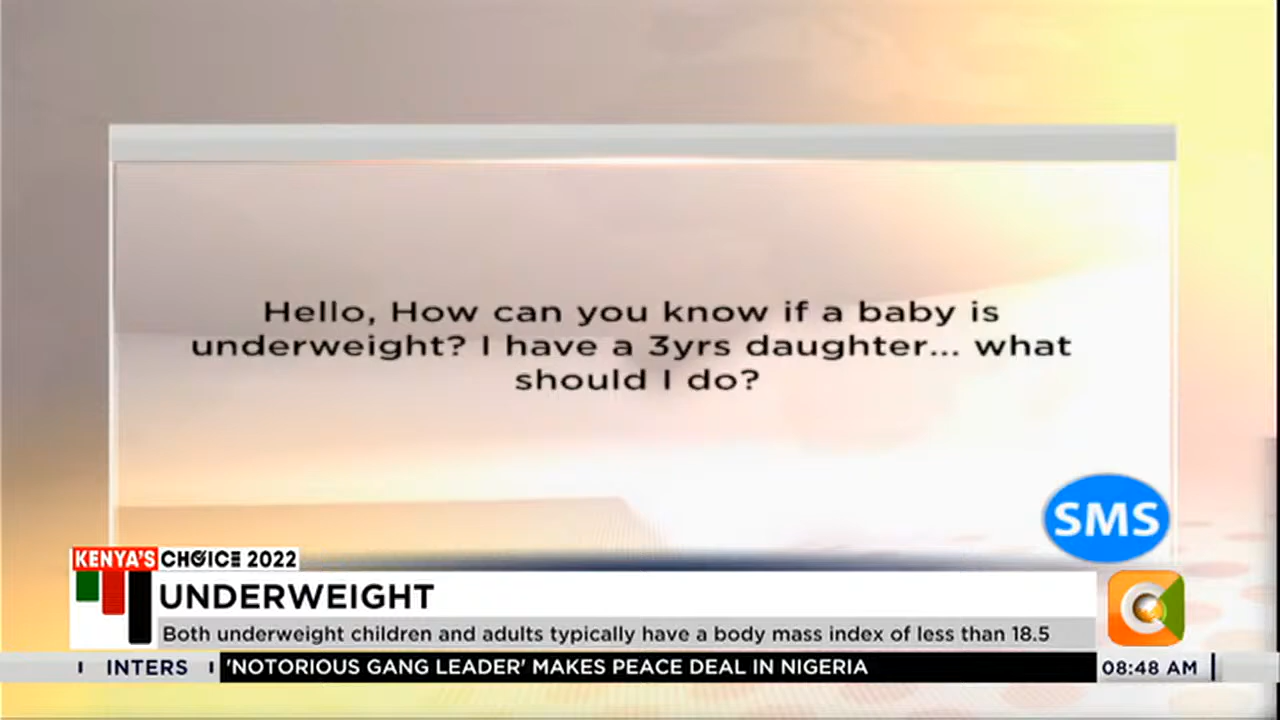 Hello, How can you know if a baby is
underweight? I have a 3yrs daughter... what
should I do?
SMS
KENYA'S CHOICE 2022
UNDERWEIGHT
Both underweight children and adults typically have a body mass index of less than 18.5
INTERS 'NOTORIOUS GANG LEADER' MAKES PEACE DEAL IN NIGERIA 08:48 AM